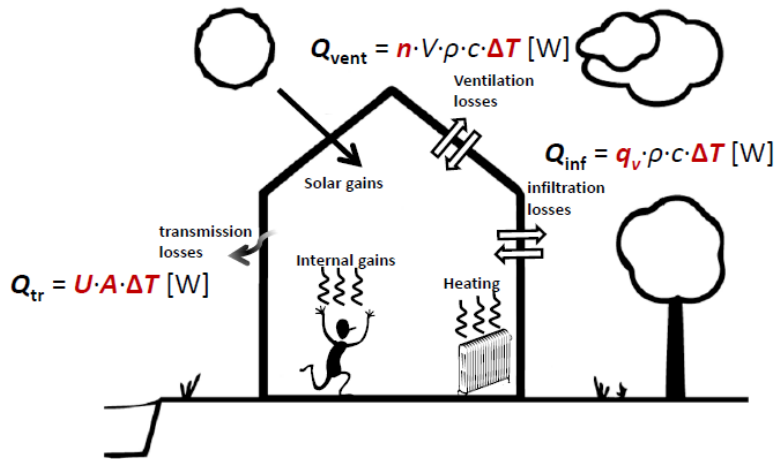 Q_vent = n·V·ρ·c·ΔT [W]
Ventilation
losses
Q_inf = q_v·ρ·c·ΔT [W]
Solar gains
infiltration
losses
transmission
losses
Internal gains
Heating
Q_tr = U·A·ΔT [W]